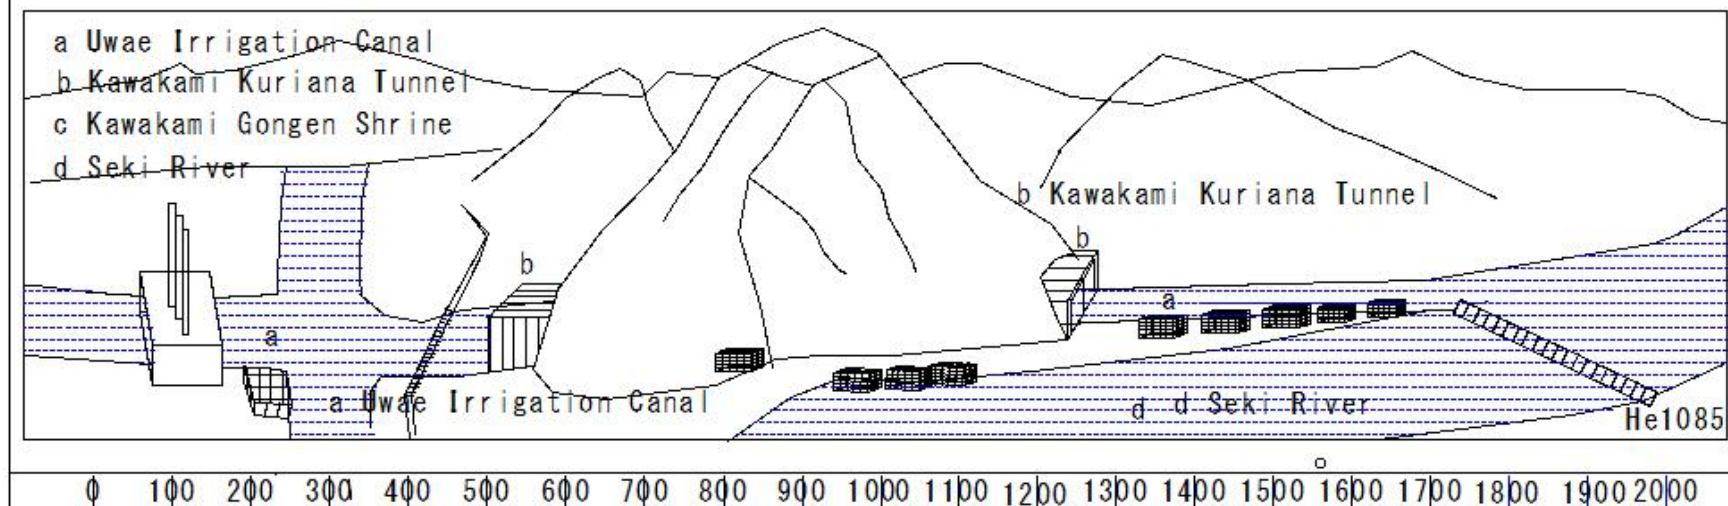 a Uwae Irrigation Canal
b Kawakami Kuriana Tunnel
c Kawakami Gongen Shrine
d Seki River
b Kawakami Kuriana Tunnel
b
b
a
a
a Uwae Irrigation Canal
d d Seki River
He1085
0 100 200 300 400 500 600 700 800 900 1000 1100 1200 1300 1400 1500 1600 1700 1800 1900 2000